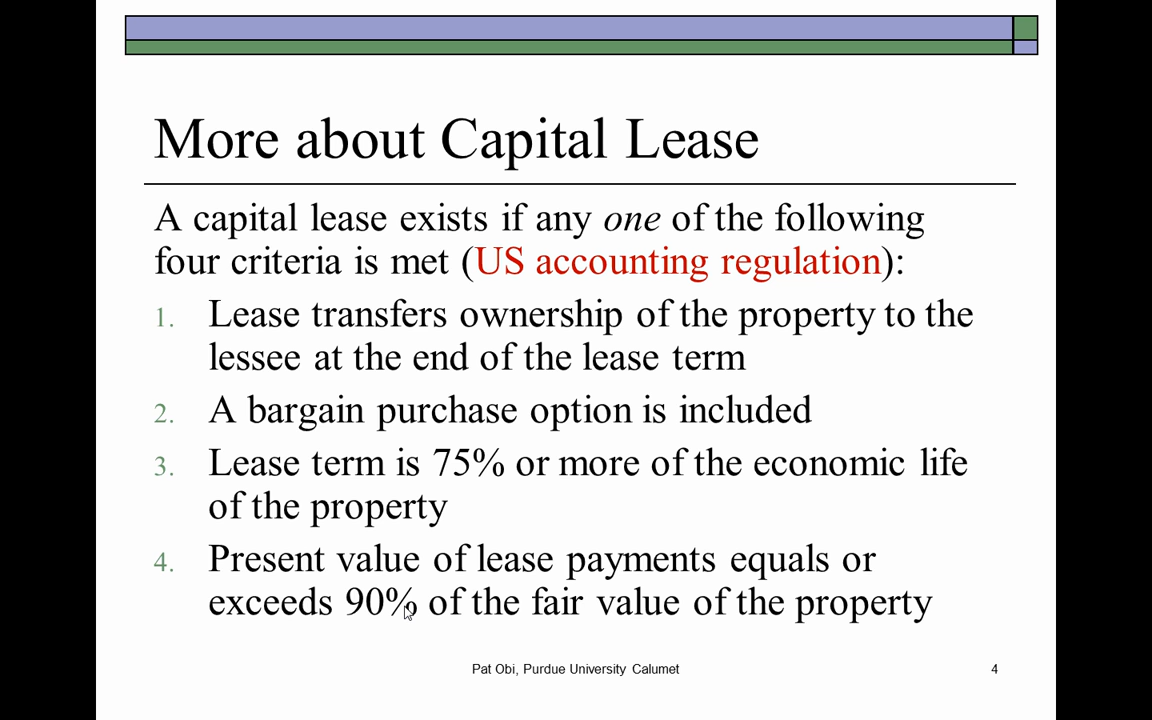 More about Capital Lease
A capital lease exists if any one of the following
four criteria is met (US accounting regulation):
1. Lease transfers ownership of the property to the
lessee at the end of the lease term
2. A bargain purchase option is included
3. Lease term is 75% or more of the economic life
of the property
4. Present value of lease payments equals or
exceeds 90% of the fair value of the property
Pat Obi, Purdue University Calumet 4